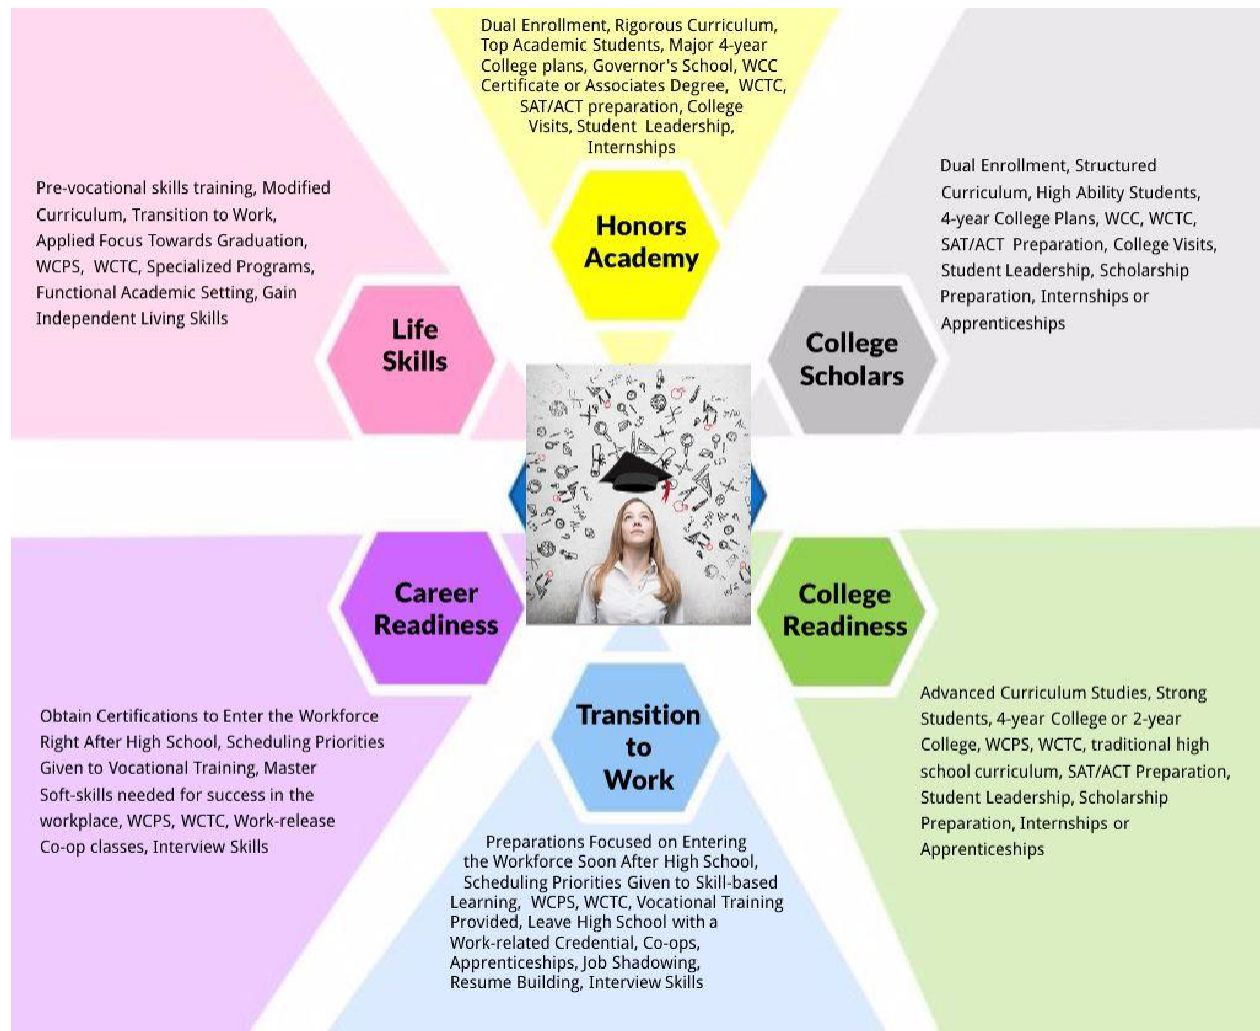 Dual Enrollment, Rigorous Curriculum,
Top Academic Students, Major 4-year
College plans, Governor's School, WCC
Certificate or Associates Degree, WCTC,
SAT/ACT preparation, College
Visits, Student Leadership,
Internships
Honors
Academy
Dual Enrollment, Structured
Curriculum, High Ability Students,
4-year College Plans, WCC, WCTC,
SAT/ACT Preparation, College Visits,
Student Leadership, Scholarship
Preparation, Internships or
Apprenticeships
College
Scholars
Pre-vocational skills training, Modified
Curriculum, Transition to Work,
Applied Focus Towards Graduation,
WCPS, WCTC, Specialized Programs,
Functional Academic Setting, Gain
Independent Living Skills
Life
Skills
Career
Readiness
Obtain Certifications to Enter the Workforce
Right After High School, Scheduling Priorities
Given to Vocational Training, Master
Soft-skills needed for success in the
workplace, WCPS, WCTC, Work-release
Co-op classes, Interview Skills
Transition
to
Work
Preparations Focused on Entering
the Workforce Soon After High School,
Scheduling Priorities Given to Skill-based
Learning, WCPS, WCTC, Vocational Training
Provided, Leave High School with a
Work-related Credential, Co-ops,
Apprenticeships, Job Shadowing,
Resume Building, Interview Skills
College
Readiness
Advanced Curriculum Studies, Strong
Students, 4-year College or 2-year
College, WCPS, WCTC, traditional high
school curriculum, SAT/ACT Preparation,
Student Leadership, Scholarship
Preparation, Internships or
Apprenticeships